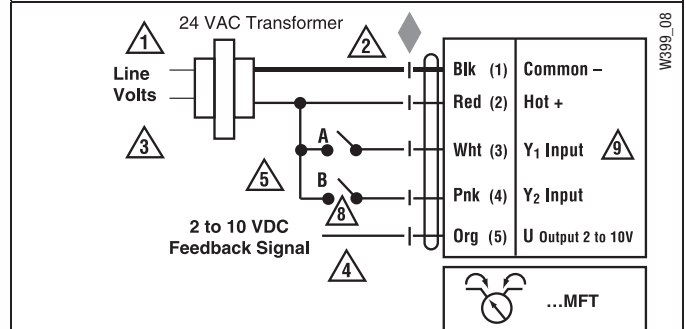 24 VAC Transformer
W399_08
1
2
Line
Volts
3
Blk (1) Common –
Red (2) Hot +
A
Wht (3) Y₁ Input
9
5
B
Pnk (4) Y₂ Input
8
2 to 10 VDC
Feedback Signal
4
Org (5) U Output 2 to 10V
...MFT